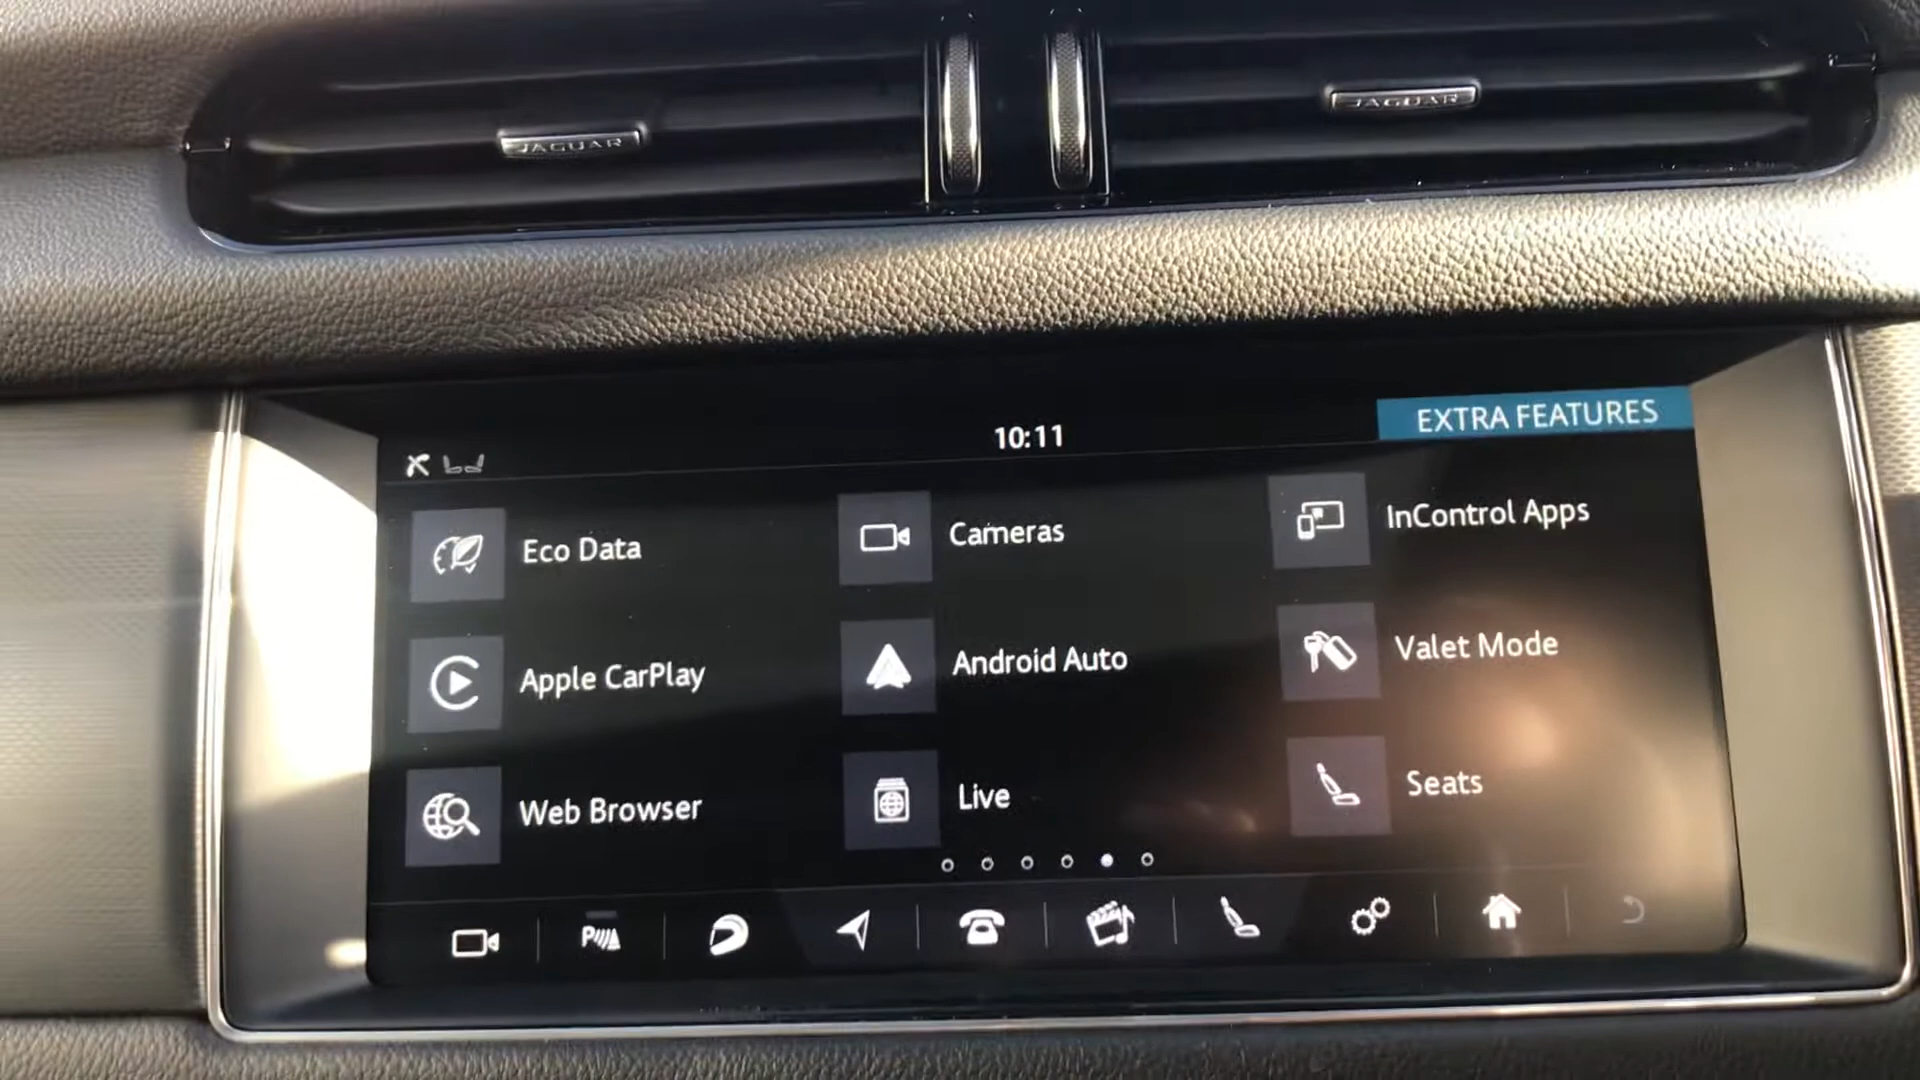 JAGUAR
JAGUAR
10:11
EXTRA FEATURES
Eco Data
Cameras
InControl Apps
Apple CarPlay
Android Auto
Valet Mode
Web Browser
Live
Seats
P